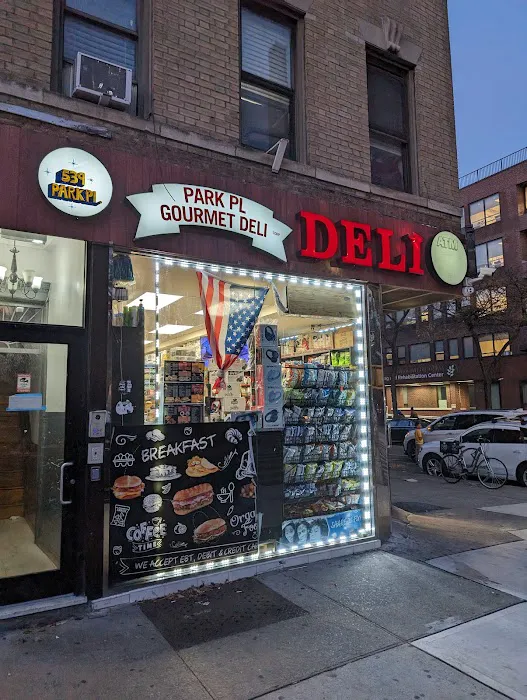 539
PARK PL
PARK PL
GOURMET DELI
DELI
ATM
Rehabilitation Center
BREAKFAST
COFFEE
TIME
WE ACCEPT EBT, DEBIT & CREDIT